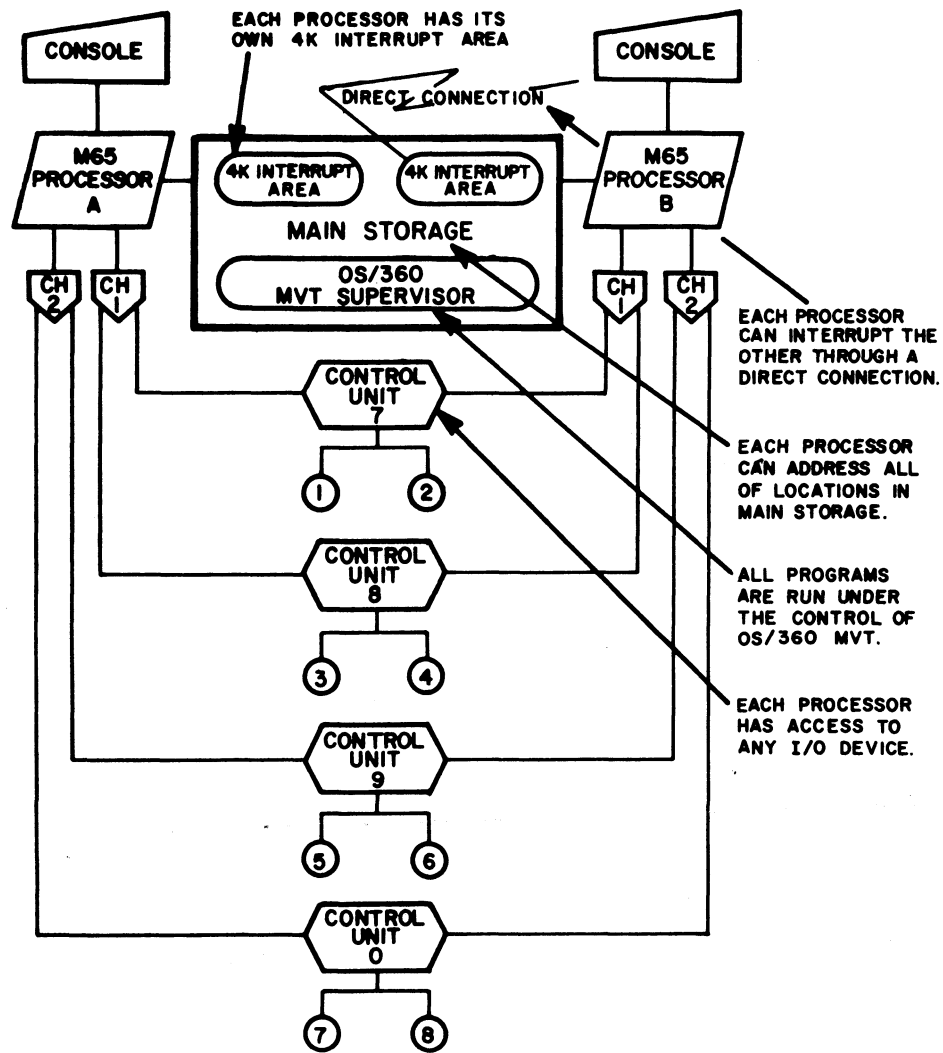 EACH PROCESSOR HAS ITS
OWN 4K INTERRUPT AREA
CONSOLE
CONSOLE
DIRECT CONNECTION
M65
PROCESSOR
A
4K INTERRUPT
AREA
4K INTERRUPT
AREA
M65
PROCESSOR
B
MAIN STORAGE
OS/360
MVT SUPERVISOR
CH
2
CH
1
CH
1
CH
2
EACH PROCESSOR
CAN INTERRUPT THE
OTHER THROUGH A
DIRECT CONNECTION.
CONTROL
UNIT
7
1
2
EACH PROCESSOR
CAN ADDRESS ALL
OF LOCATIONS IN
MAIN STORAGE.
CONTROL
UNIT
8
3
4
ALL PROGRAMS
ARE RUN UNDER
THE CONTROL OF
OS/360 MVT.
EACH PROCESSOR
HAS ACCESS TO
ANY I/O DEVICE.
CONTROL
UNIT
9
5
6
CONTROL
UNIT
0
7
8